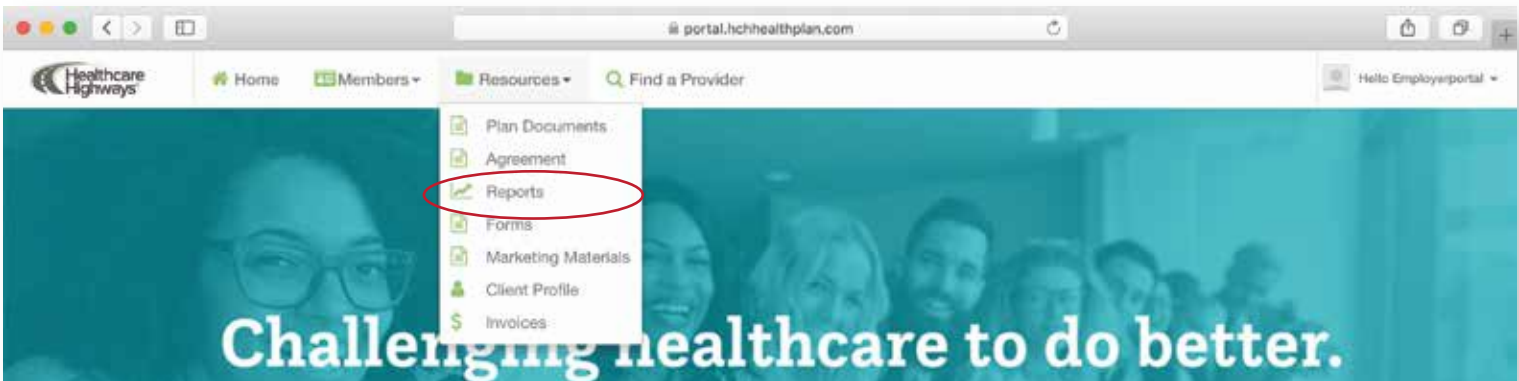 portal.hchhealthplan.com
Healthcare
Highways
Home
Members
Resources
Find a Provider
Hello Employerportal
Plan Documents
Agreement
Reports
Forms
Marketing Materials
Client Profile
Invoices
Challenging healthcare to do better.